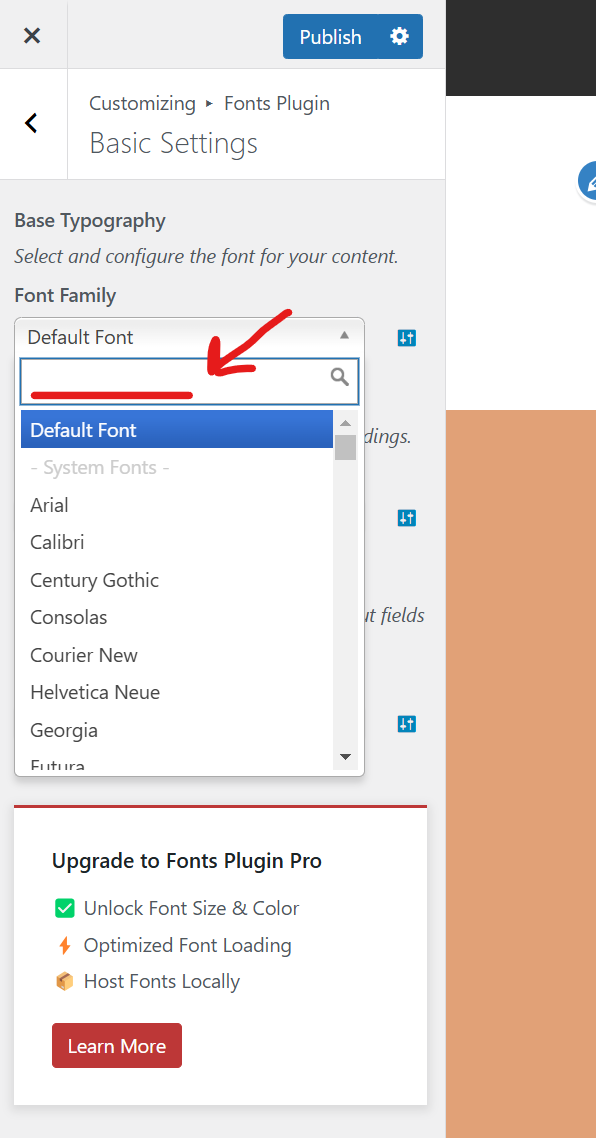 Publish
Customizing ▸ Fonts Plugin
Basic Settings
Base Typography
Select and configure the font for your content.
Font Family
Default Font
Default Font
dings.
- System Fonts -
Arial
Calibri
Century Gothic
Consolas
ut fields
Courier New
Helvetica Neue
Georgia
Futura
Upgrade to Fonts Plugin Pro
Unlock Font Size & Color
Optimized Font Loading
Host Fonts Locally
Learn More